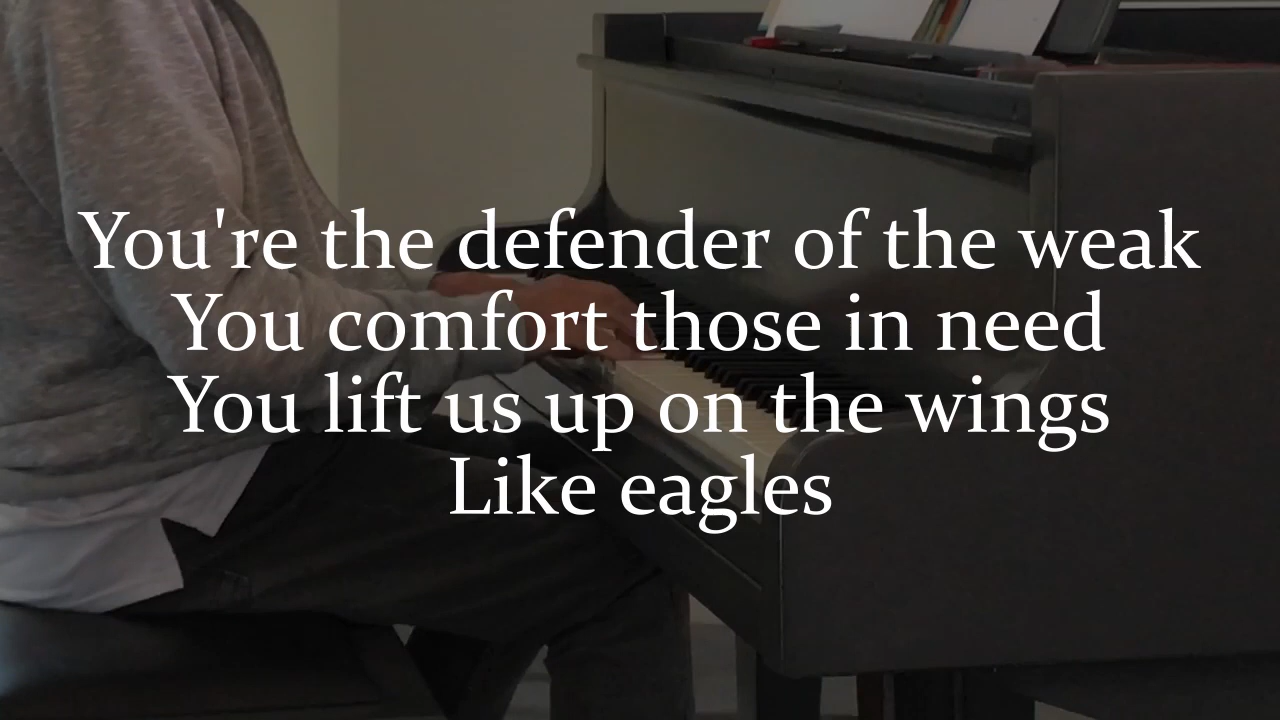 You're the defender of the weak
You comfort those in need
You lift us up on the wings
Like eagles